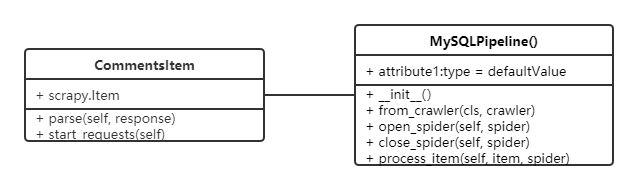 CommentsItem
+ scrapy.Item
+ parse(self, response)
+ start_requests(self)
MySQLPipeline()
+ attribute1:type = defaultValue
+ __init__()
+ from_crawler(cls, crawler)
+ open_spider(self, spider)
+ close_spider(self, spider)
+ process_item(self, item, spider)